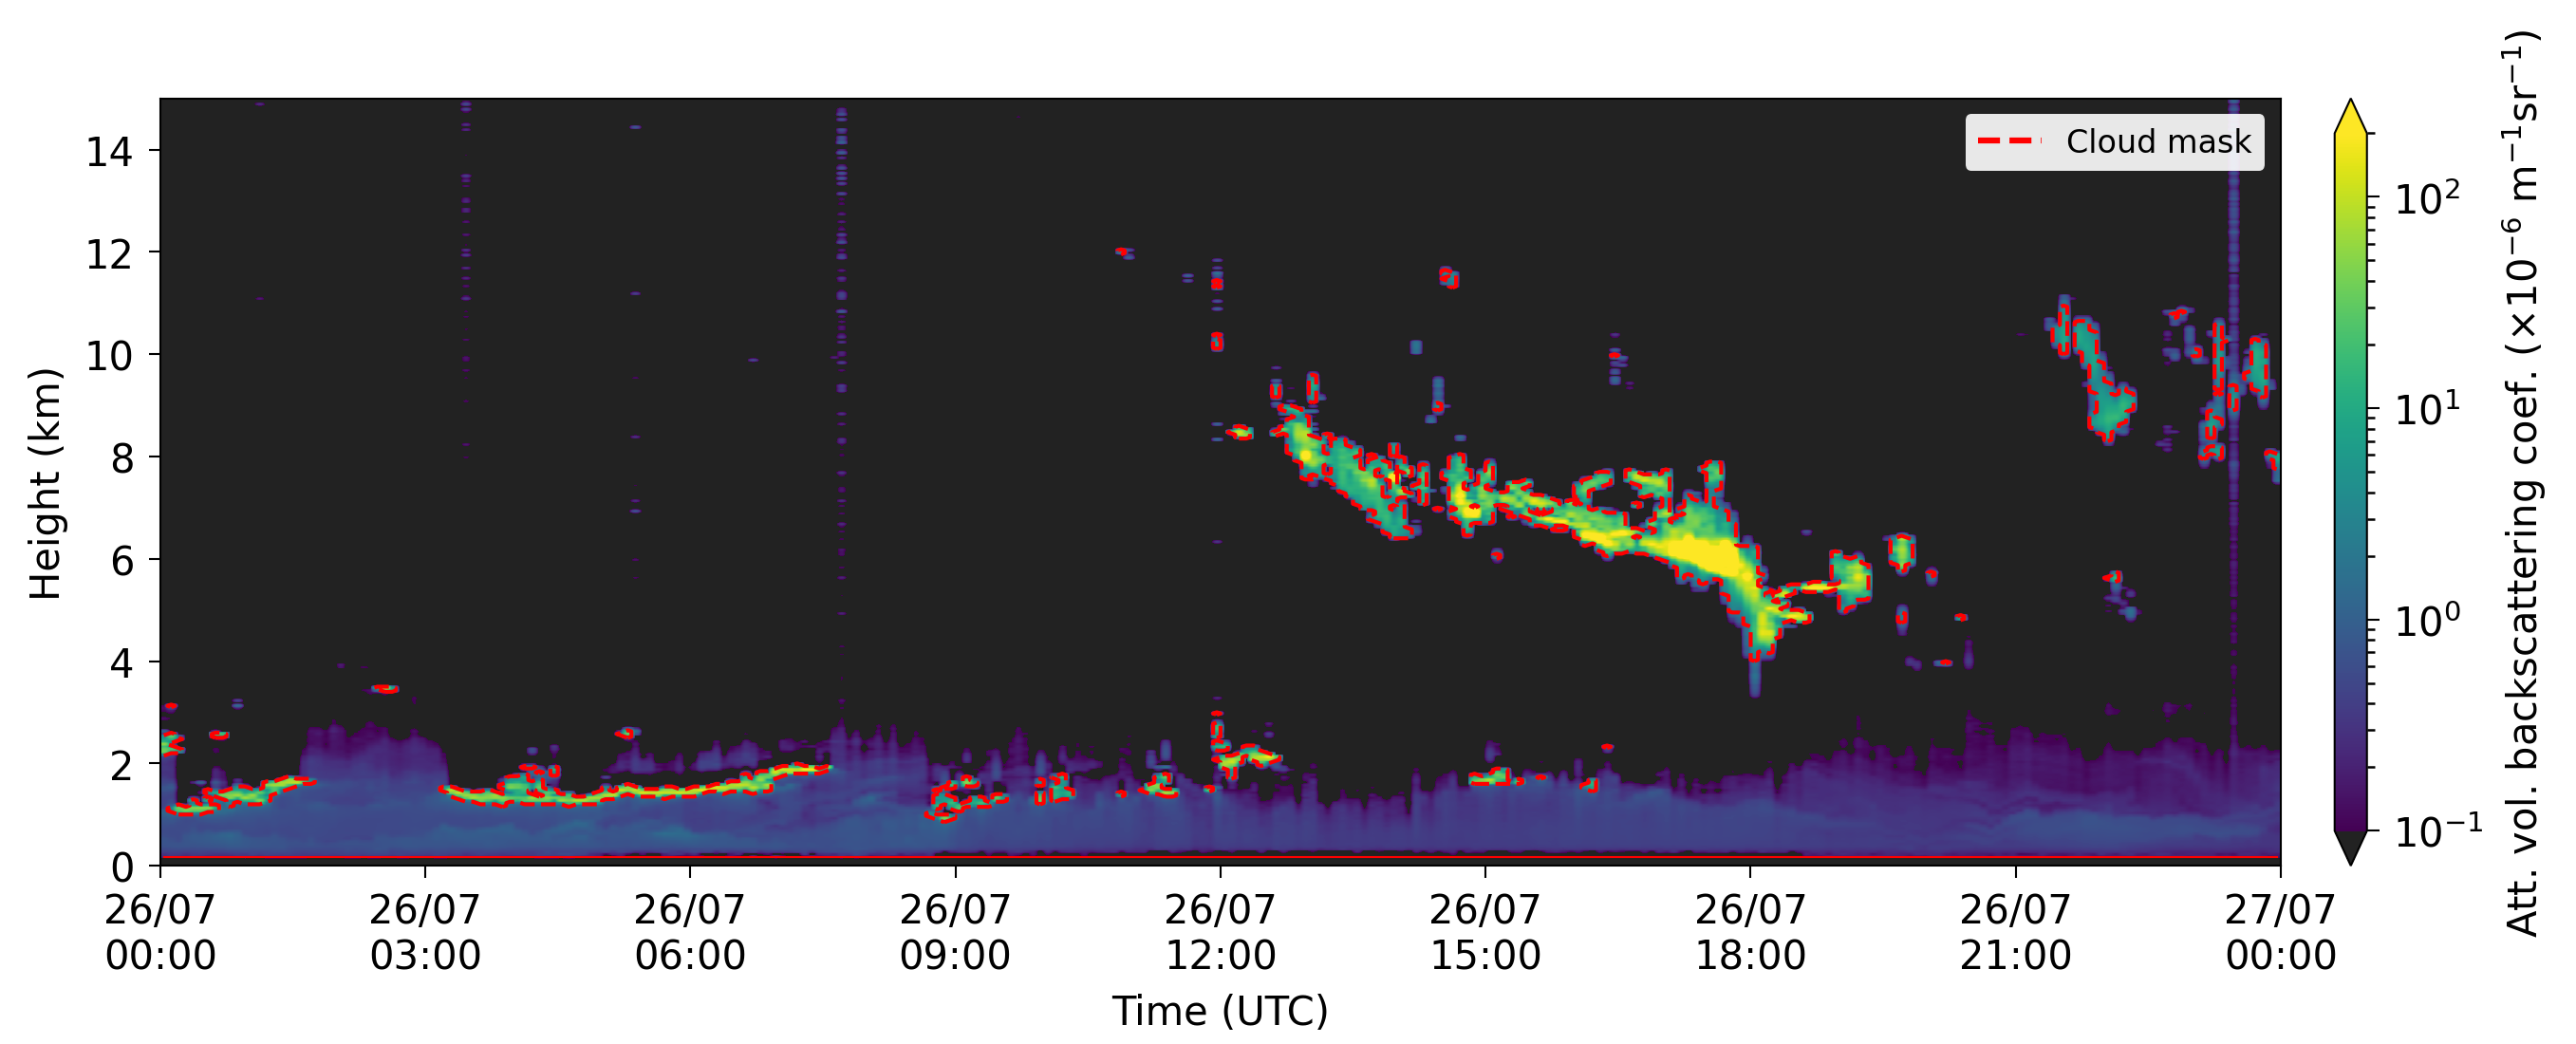 Cloud mask
14
12
10
8
6
4
2
0
Height (km)
26/07 26/07 26/07 26/07 26/07 26/07 26/07 26/07 27/07
00:00 03:00 06:00 09:00 12:00 15:00 18:00 21:00 00:00
Time (UTC)
10²
10¹
10⁰
10⁻¹
Att. vol. backscattering coef. (×10⁻⁶ m⁻¹sr⁻¹)